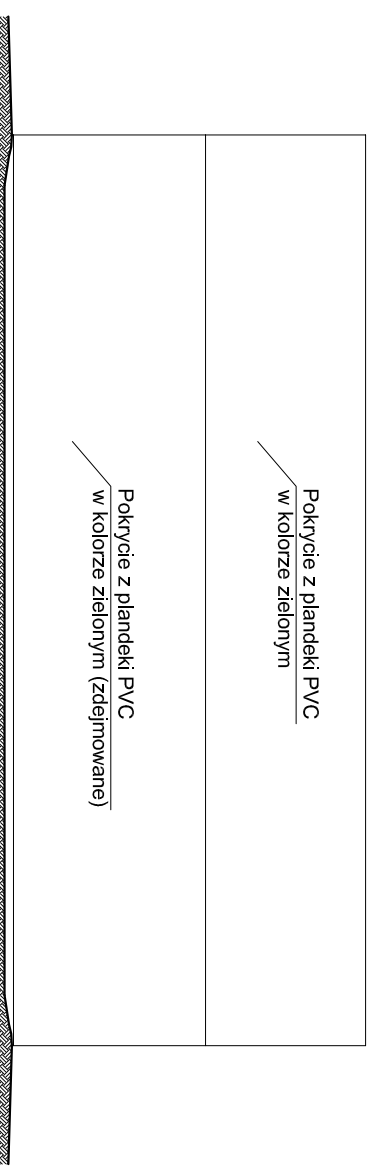 Pokrycie z plandeki PVC
w kolorze zielonym
Pokrycie z plandeki PVC
w kolorze zielonym (zdejmowane)